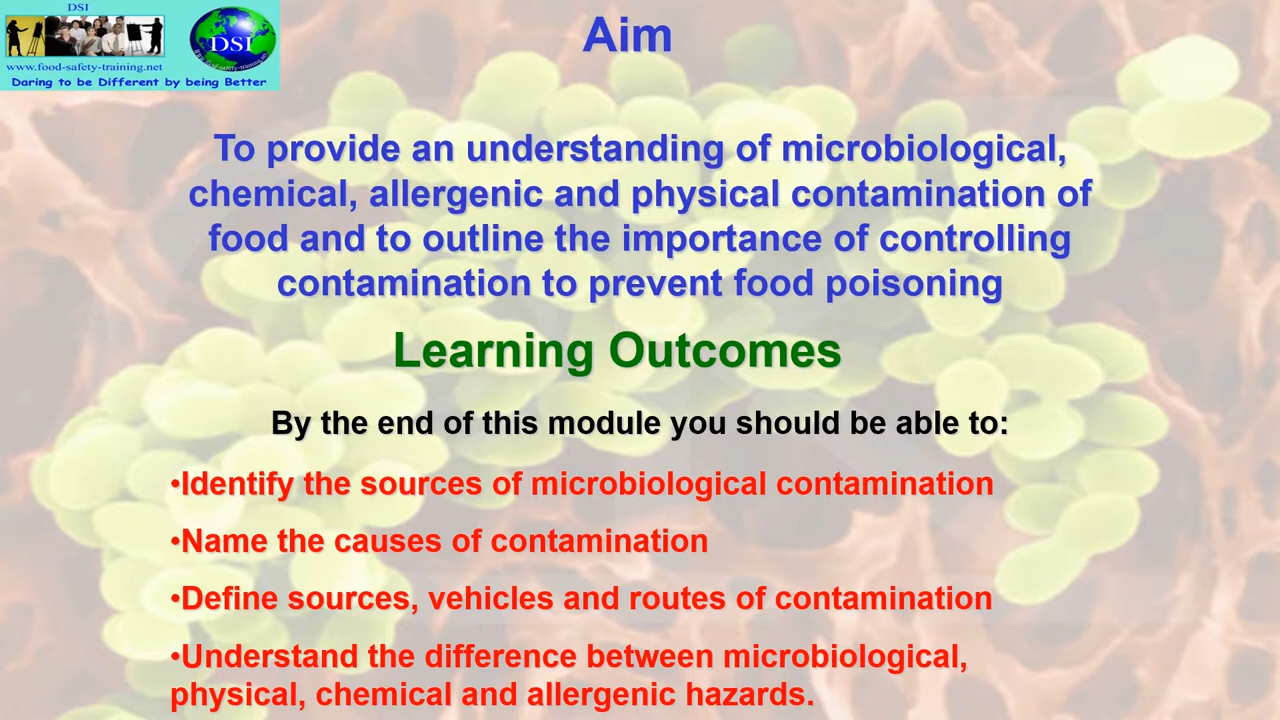 DSI
DSI
www.food-safety-training.net
Daring to be Different by being Better
Aim
To provide an understanding of microbiological,
chemical, allergenic and physical contamination of
food and to outline the importance of controlling
contamination to prevent food poisoning
Learning Outcomes
By the end of this module you should be able to:
•Identify the sources of microbiological contamination
•Name the causes of contamination
•Define sources, vehicles and routes of contamination
•Understand the difference between microbiological,
physical, chemical and allergenic hazards.